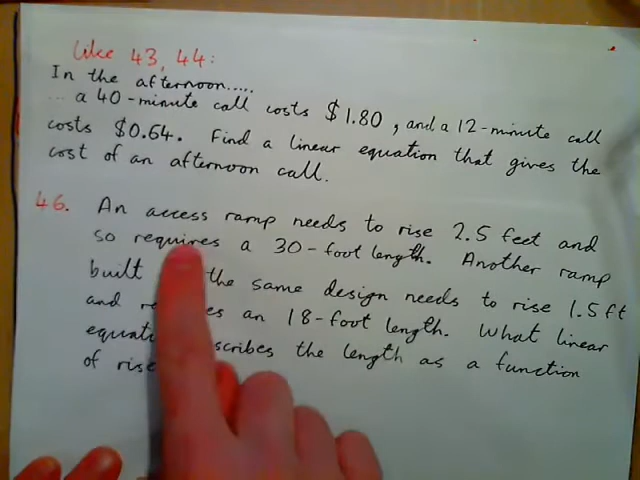 Like 43, 44:
In the afternoon.....
.. a 40-minute call costs $1.80, and a 12-minute call
costs $0.64. Find a linear equation that gives the
cost of an afternoon call.
46. An access ramp needs to rise 2.5 feet and
so requires a 30-foot length. Another ramp
built the same design needs to rise 1.5 ft
and an 18-foot length. What linear
the length as a function
of rise